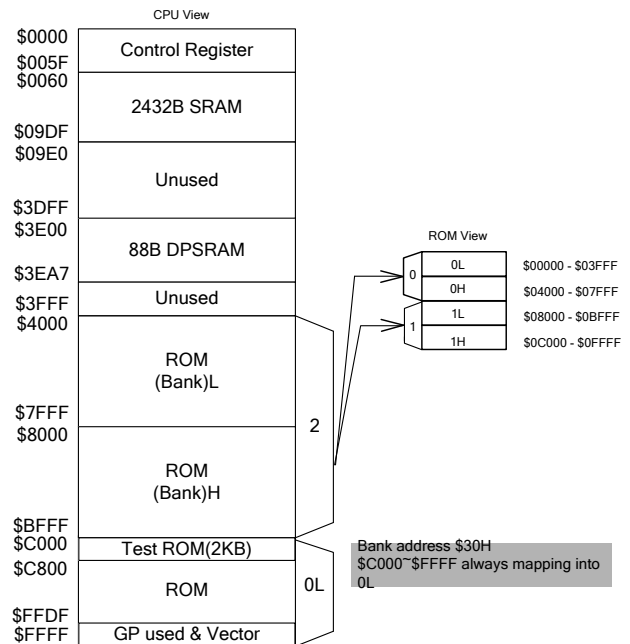 CPU View
$0000
Control Register
$005F
$0060
2432B SRAM
$09DF
$09E0
Unused
$3DFF
$3E00
88B DPSRAM
$3EA7
Unused
$3FFF
$4000
ROM
(Bank)L
$7FFF
$8000
2
ROM
(Bank)H
$BFFF
$C000
Test ROM(2KB)
$C800
ROM
0L
$FFDF
$FFFF
GP used & Vector
ROM View
0
0L
$00000 - $03FFF
0H
$04000 - $07FFF
1
1L
$08000 - $0BFFF
1H
$0C000 - $0FFFF
Bank address $30H
$C000~$FFFF always mapping into
0L